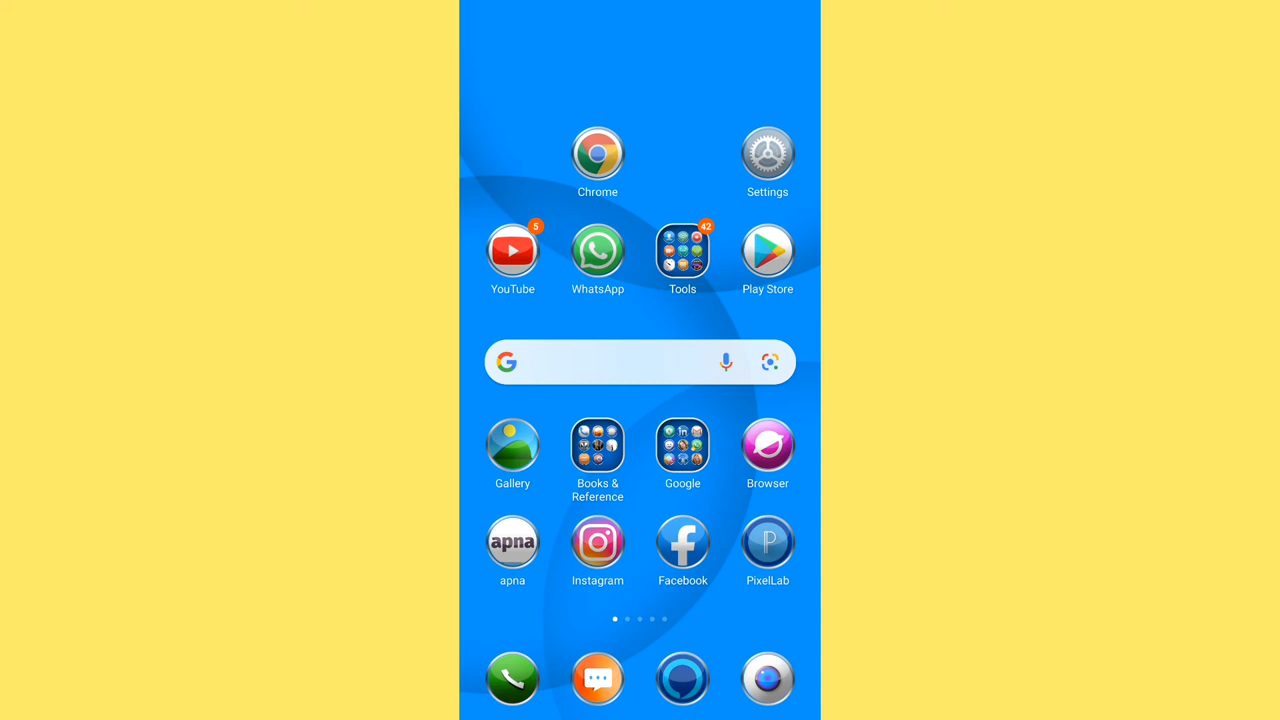 Chrome
Settings
5
42
YouTube
WhatsApp
Tools
Play Store
Gallery
Books &
Reference
Google
Browser
apna
apna
Instagram
Facebook
PixelLab